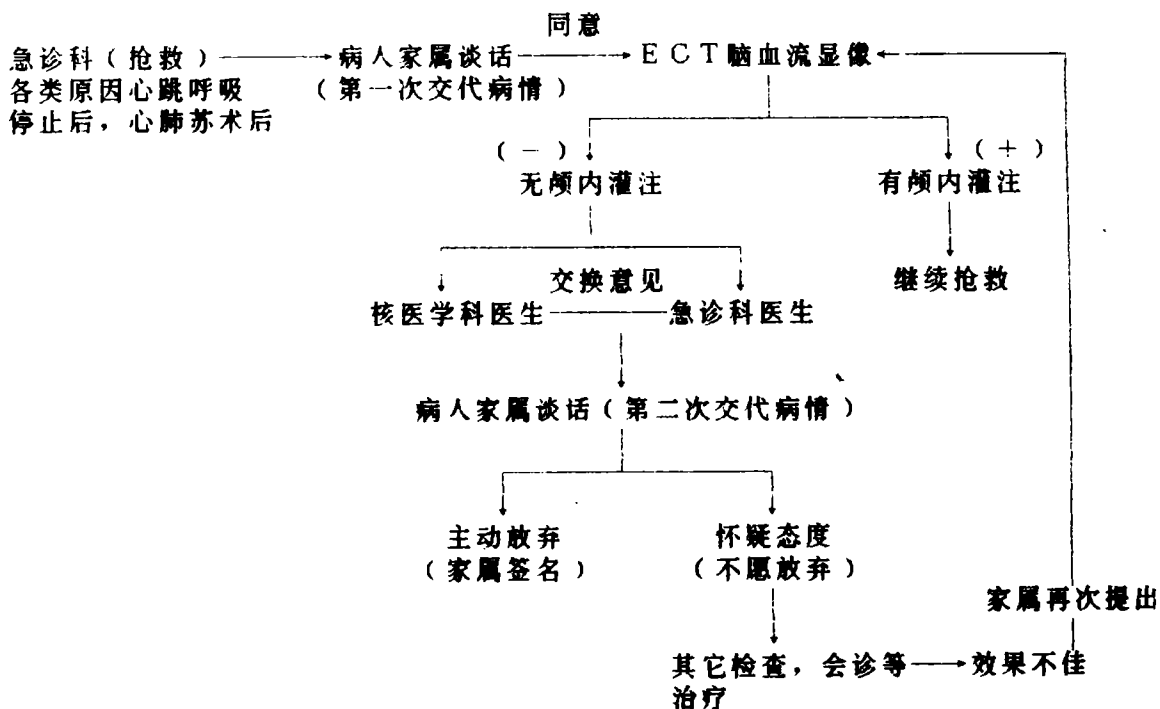 同意
急诊科（抢救） 病人家属谈话 ECT脑血流显像
各类原因心跳呼吸 （第一次交代病情）
停止后，心肺苏术后
（－） （＋）
无颅内灌注 有颅内灌注
交换意见 继续抢救
核医学科医生 急诊科医生
病人家属谈话（第二次交代病情）
主动放弃 怀疑态度
（家属签名） （不愿放弃）
家属再次提出
其它检查，会诊等 效果不佳
治疗